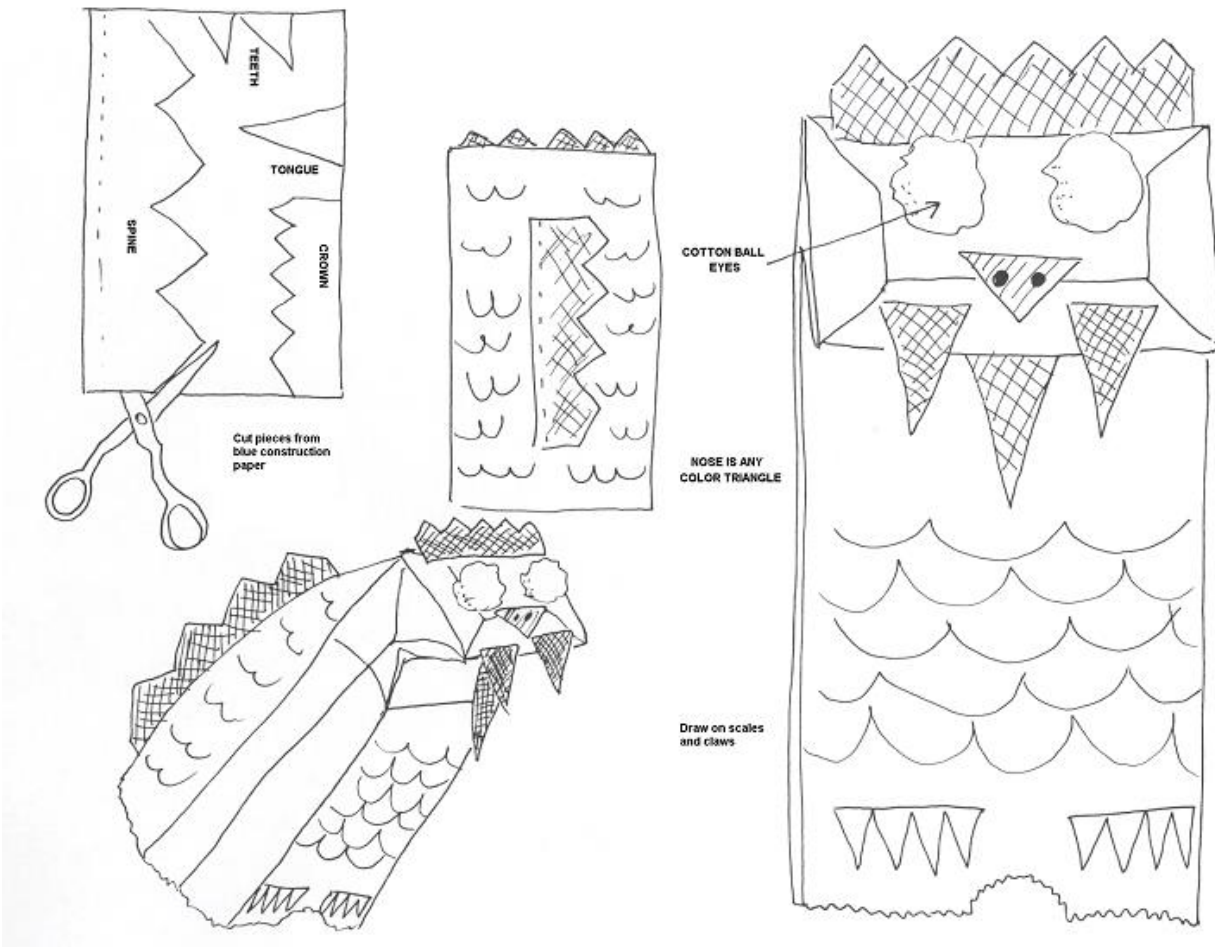 TEETH
TONGUE
SPINE
CROWN
Cut pieces from
blue construction
paper
COTTON BALL
EYES
NOSE IS ANY
COLOR TRIANGLE
Draw on scales
and claws